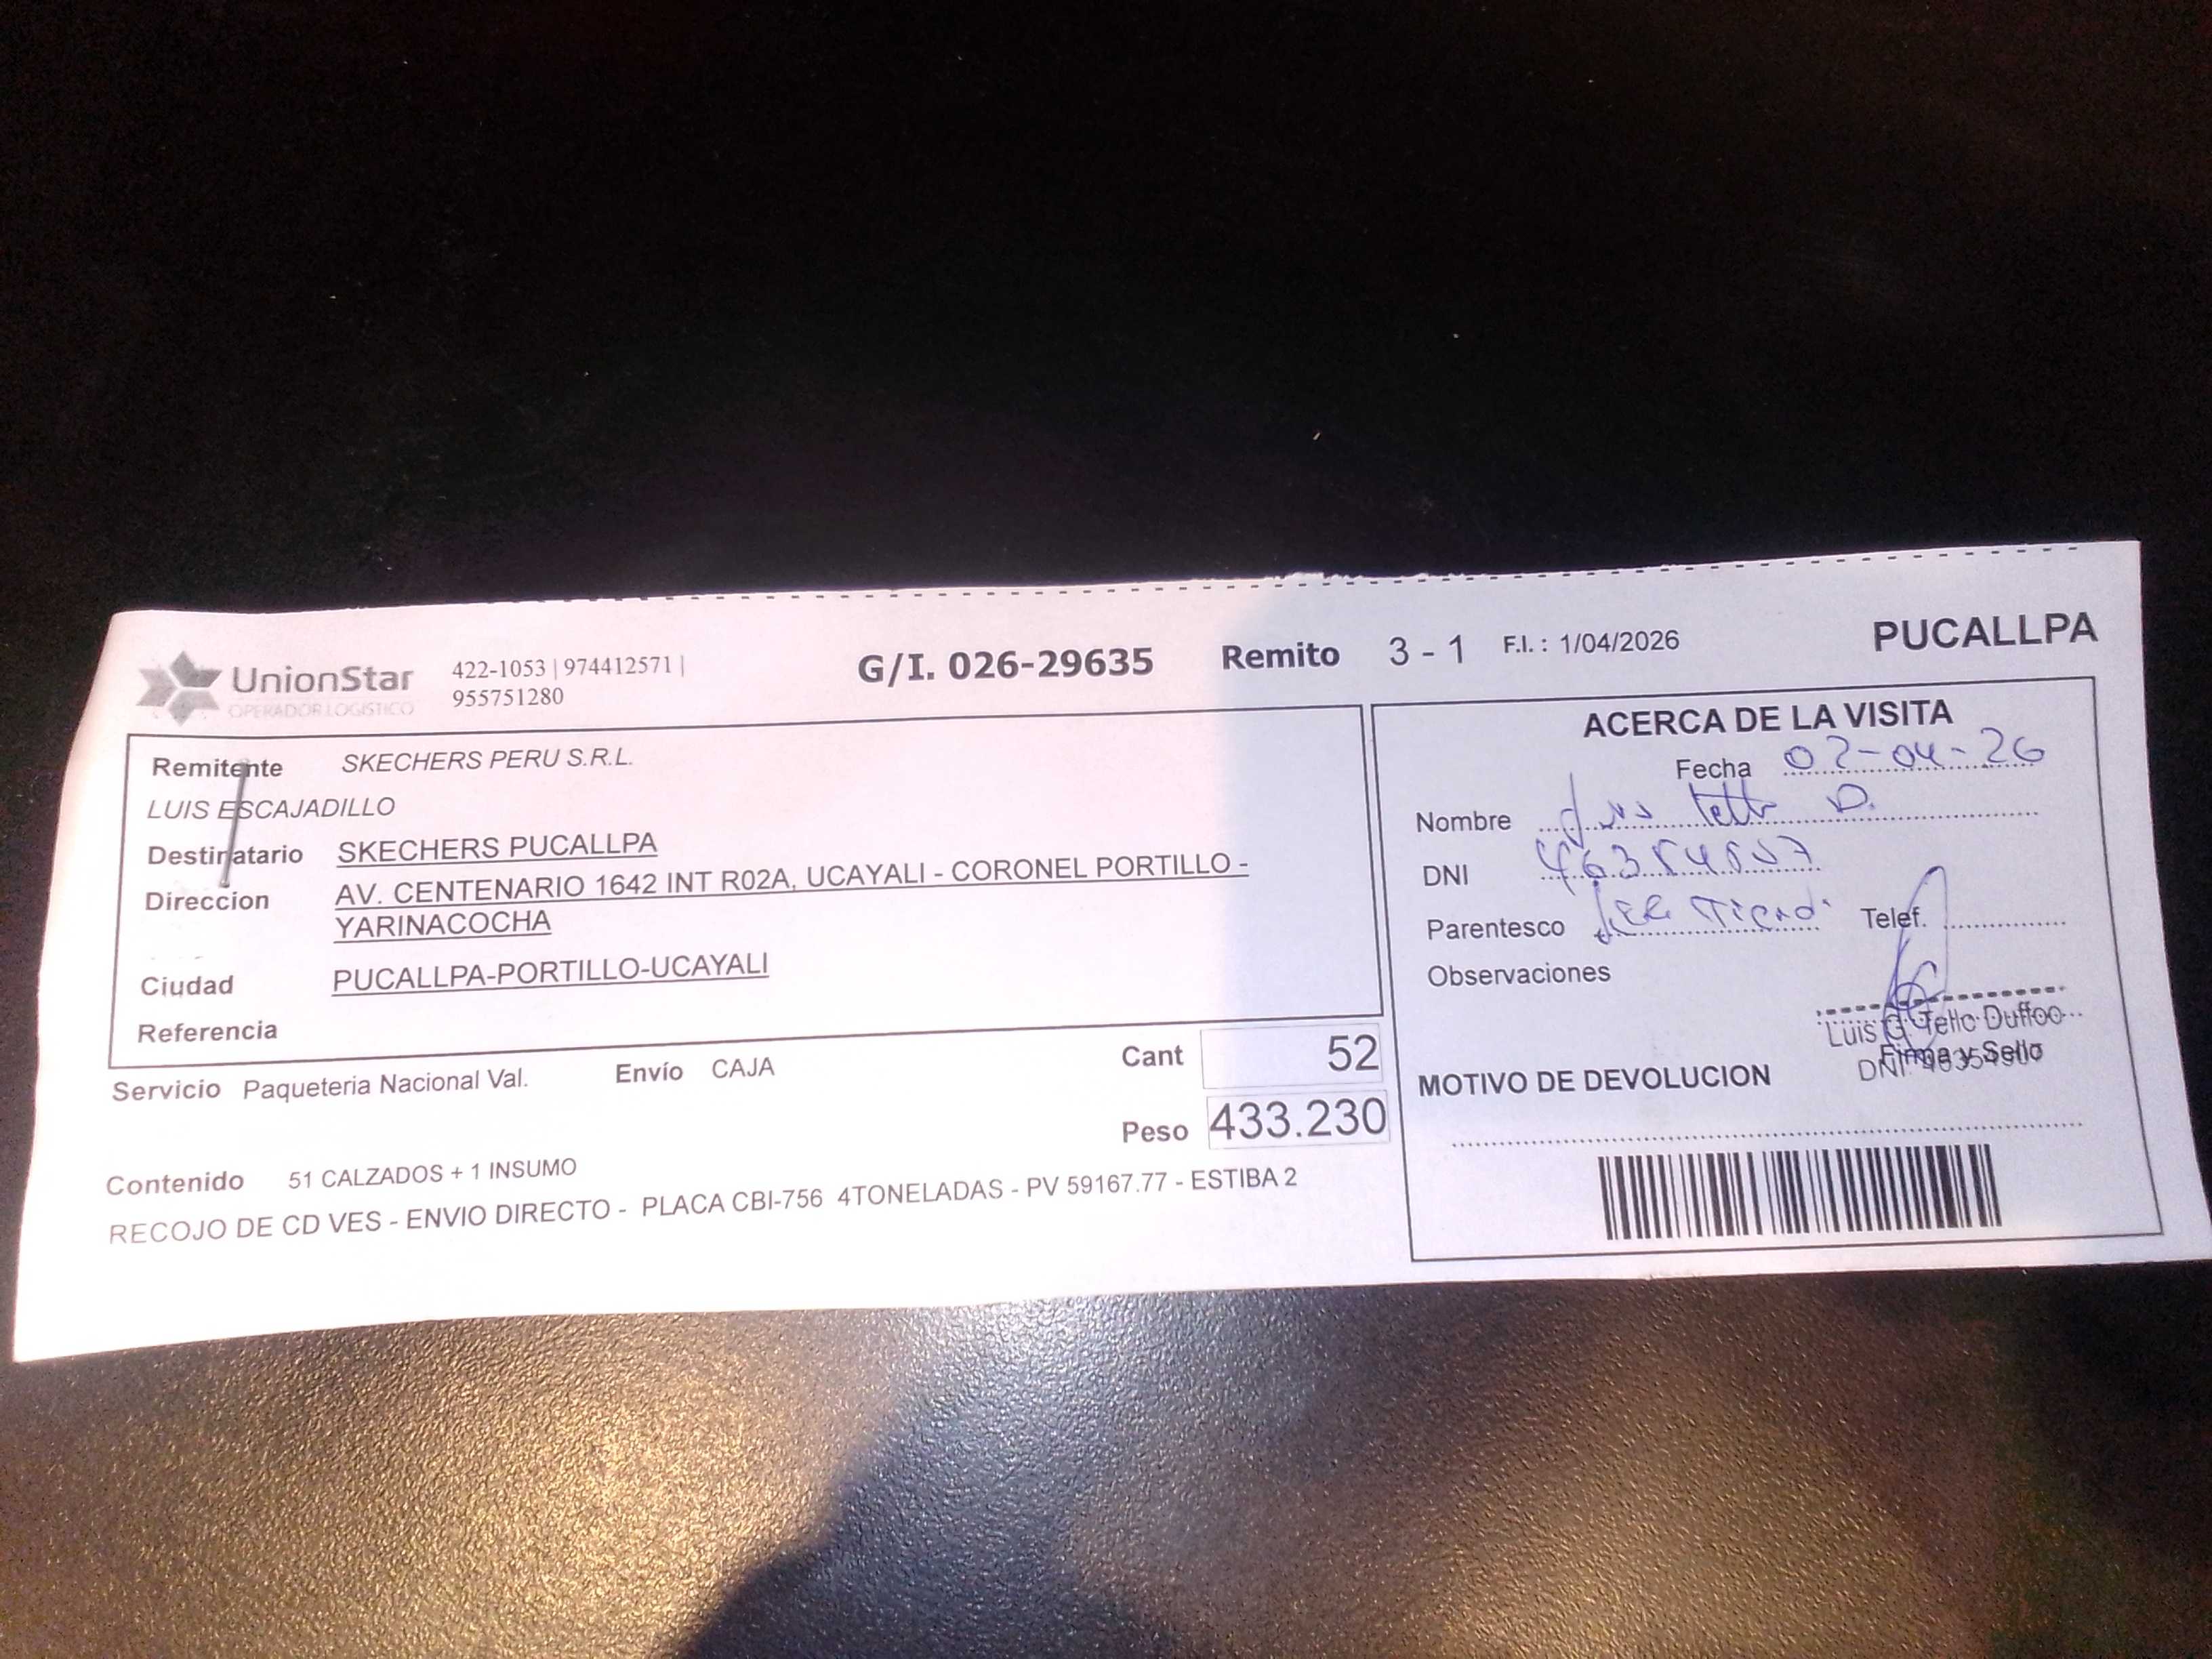 UnionStar
OPERADOR LOGISTICO
422-1053 | 974412571 |
955751280
G/I. 026-29635 Remito 3 - 1 F.I. : 1/04/2026 PUCALLPA
Remitente SKECHERS PERU S.R.L.
LUIS ESCAJADILLO
Destinatario SKECHERS PUCALLPA
Direccion AV. CENTENARIO 1642 INT R02A, UCAYALI - CORONEL PORTILLO -
YARINACOCHA
Ciudad PUCALLPA-PORTILLO-UCAYALI
Referencia
Servicio Paqueteria Nacional Val. Envío CAJA
Cant 52
Peso 433.230
Contenido 51 CALZADOS + 1 INSUMO
RECOJO DE CD VES - ENVIO DIRECTO - PLACA CBI-756 4TONELADAS - PV 59167.77 - ESTIBA 2
ACERCA DE LA VISITA
Fecha 07-04-26
Nombre Luis Tello D.
DNI
Parentesco Telef.
Observaciones
Luis G. Tello Duffoo
Firma y Sello
DNI
MOTIVO DE DEVOLUCION